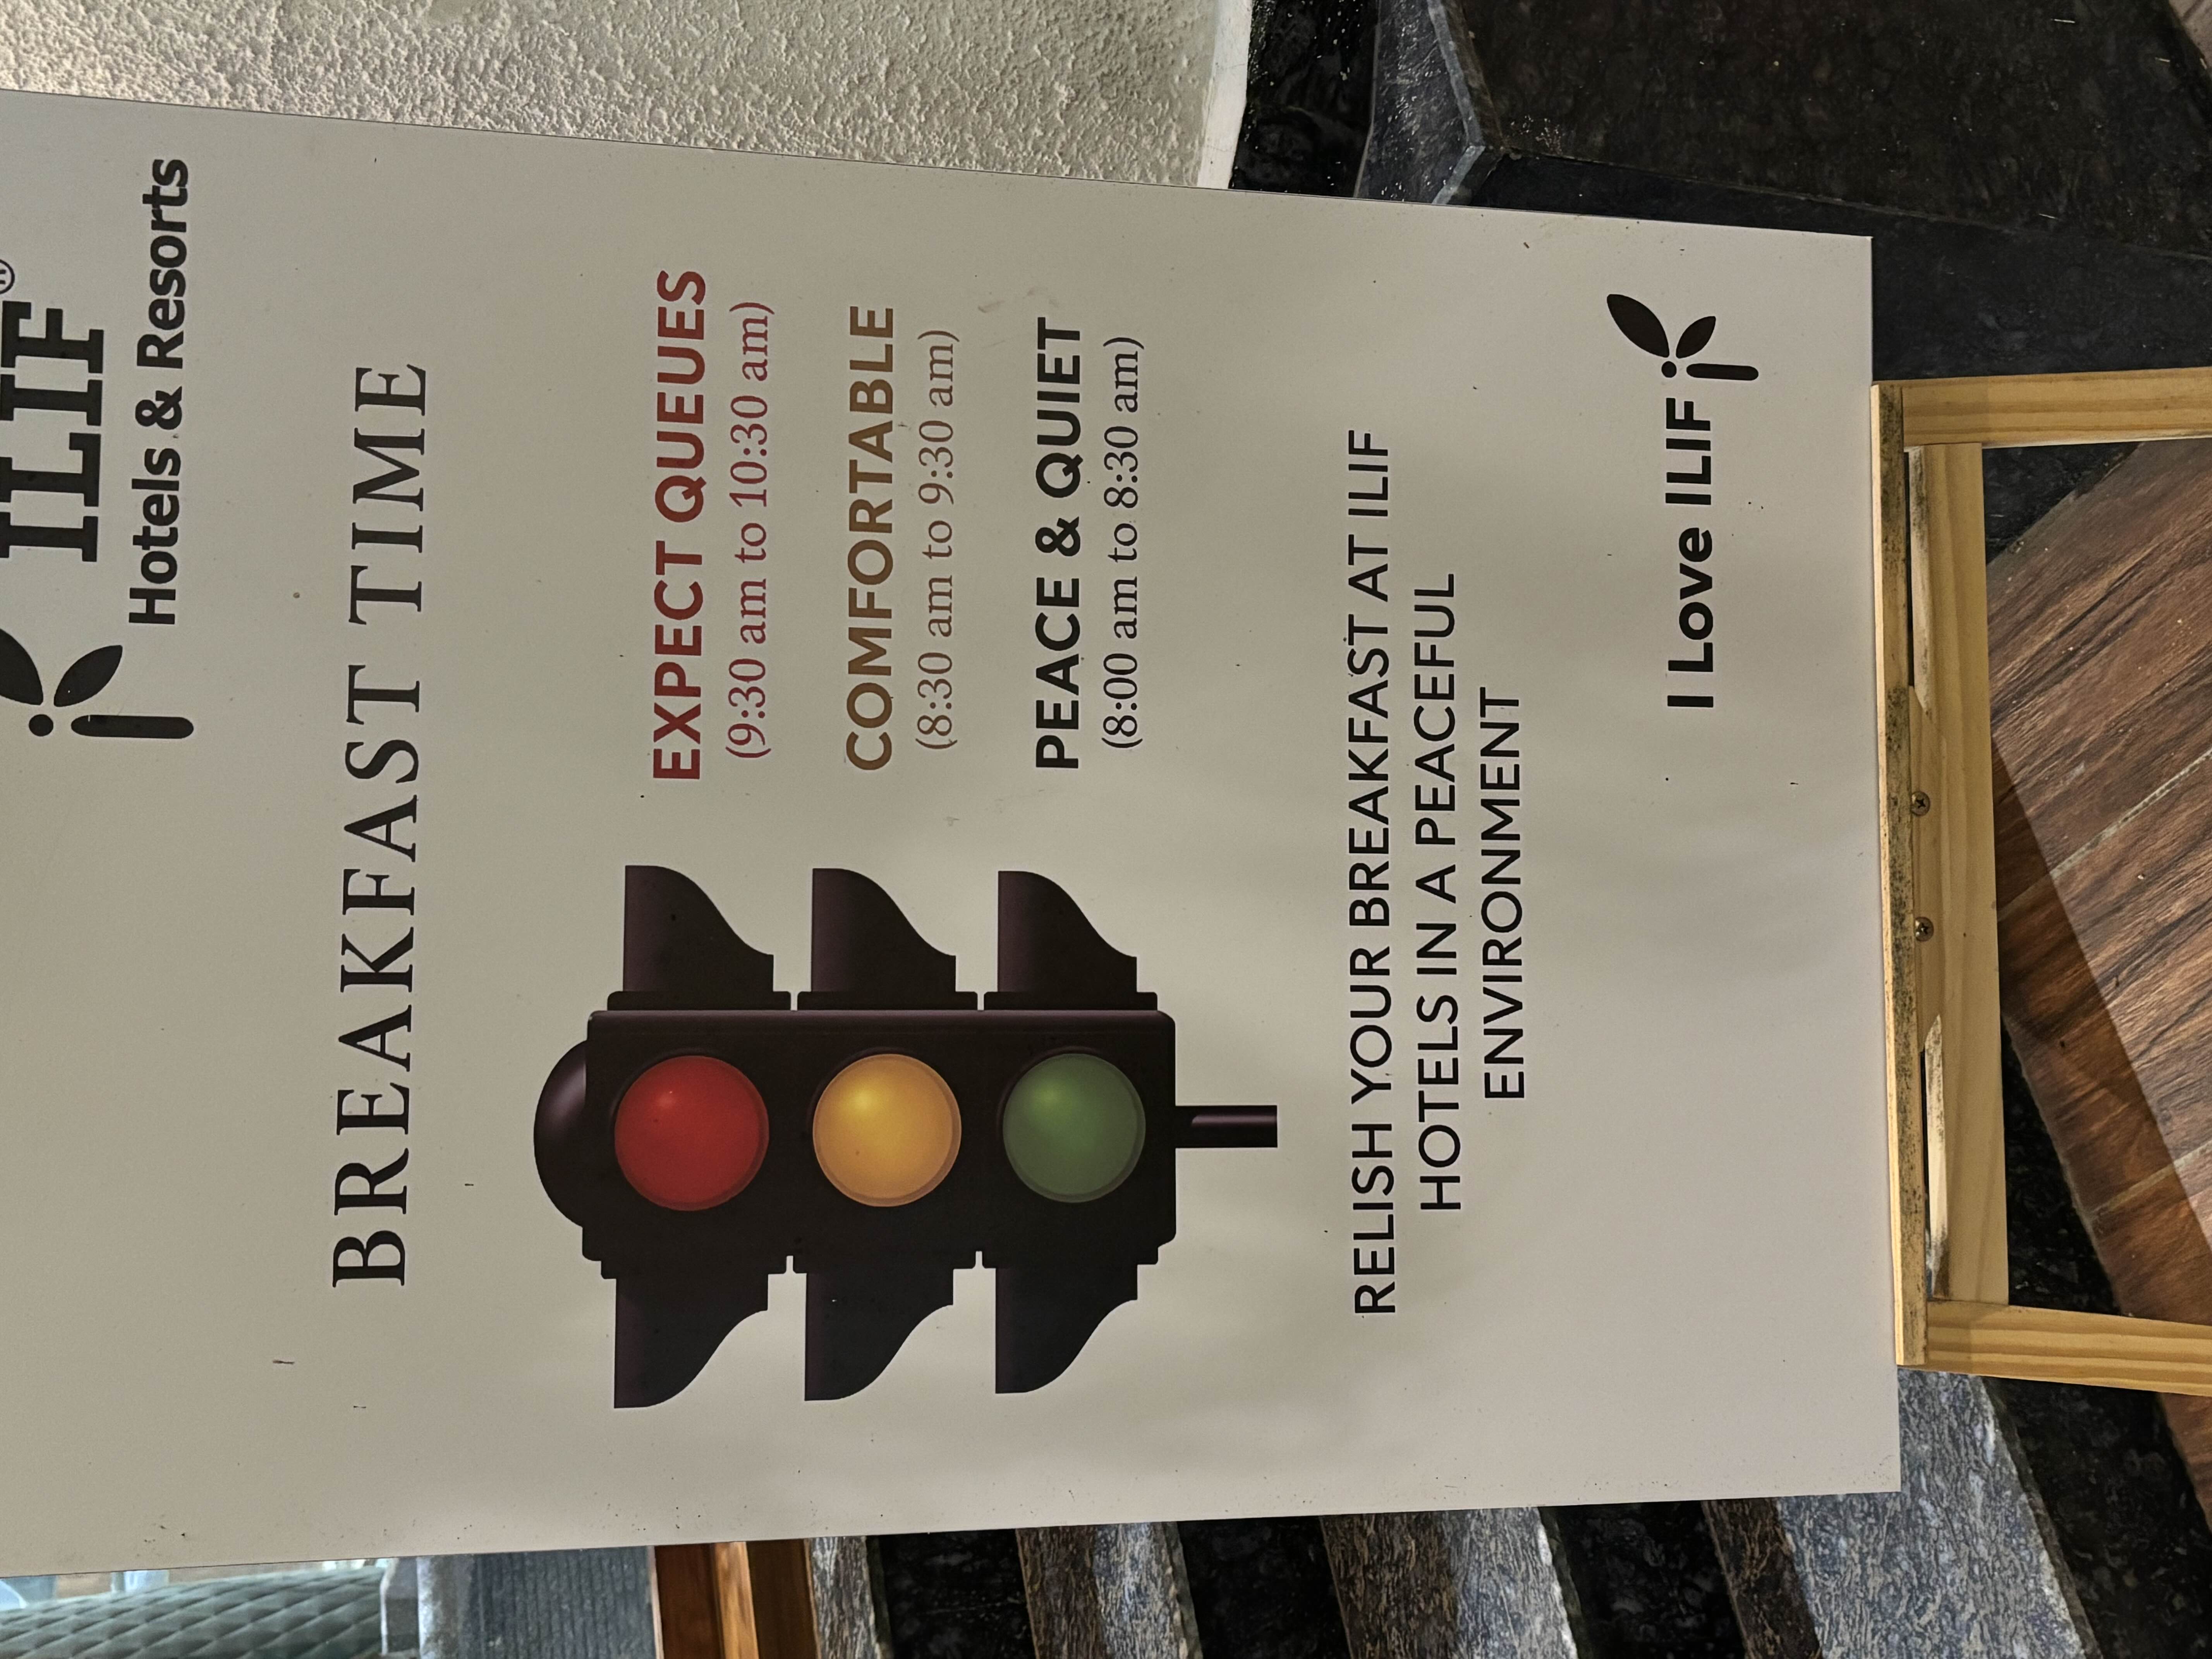 ILIF®
Hotels & Resorts
BREAKFAST TIME
EXPECT QUEUES
(9:30 am to 10:30 am)
COMFORTABLE
(8:30 am to 9:30 am)
PEACE & QUIET
(8:00 am to 8:30 am)
RELISH YOUR BREAKFAST AT ILIF
HOTELS IN A PEACEFUL
ENVIRONMENT
I Love ILIF